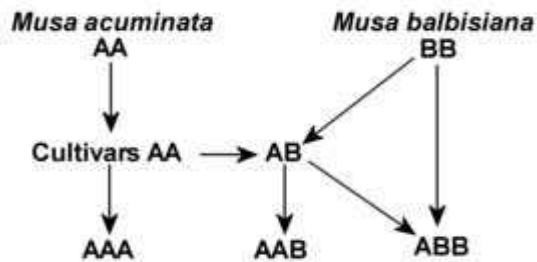 Musa acuminata Musa balbisiana
AA BB
Cultivars AA AB
AAA AAB ABB